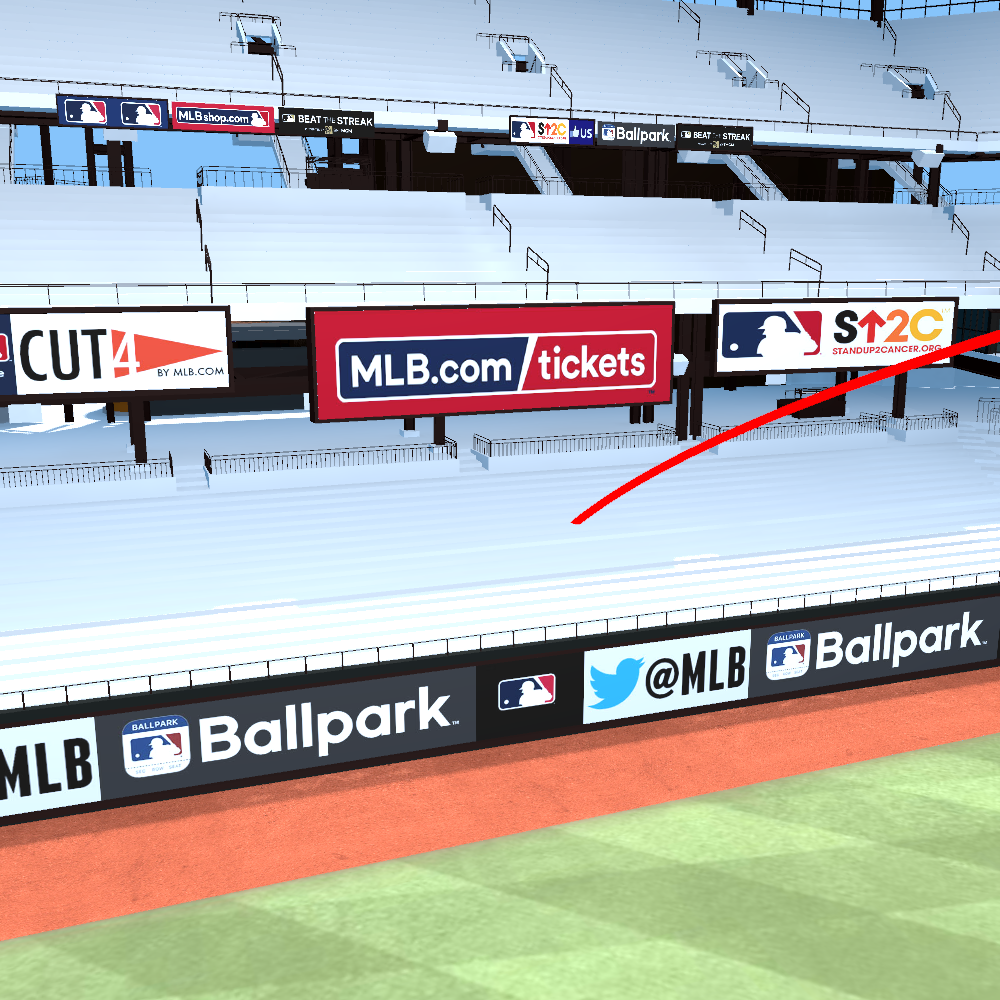 MLBshop.com
BEAT THE STREAK
S↑2C
US
Ballpark
BEAT THE STREAK
CUT4
BY MLB.COM
MLB.com/tickets
S↑2C
STANDUP2CANCER.ORG
MLB
BALLPARK
Ballpark™
@MLB
BALLPARK
Ballpark™